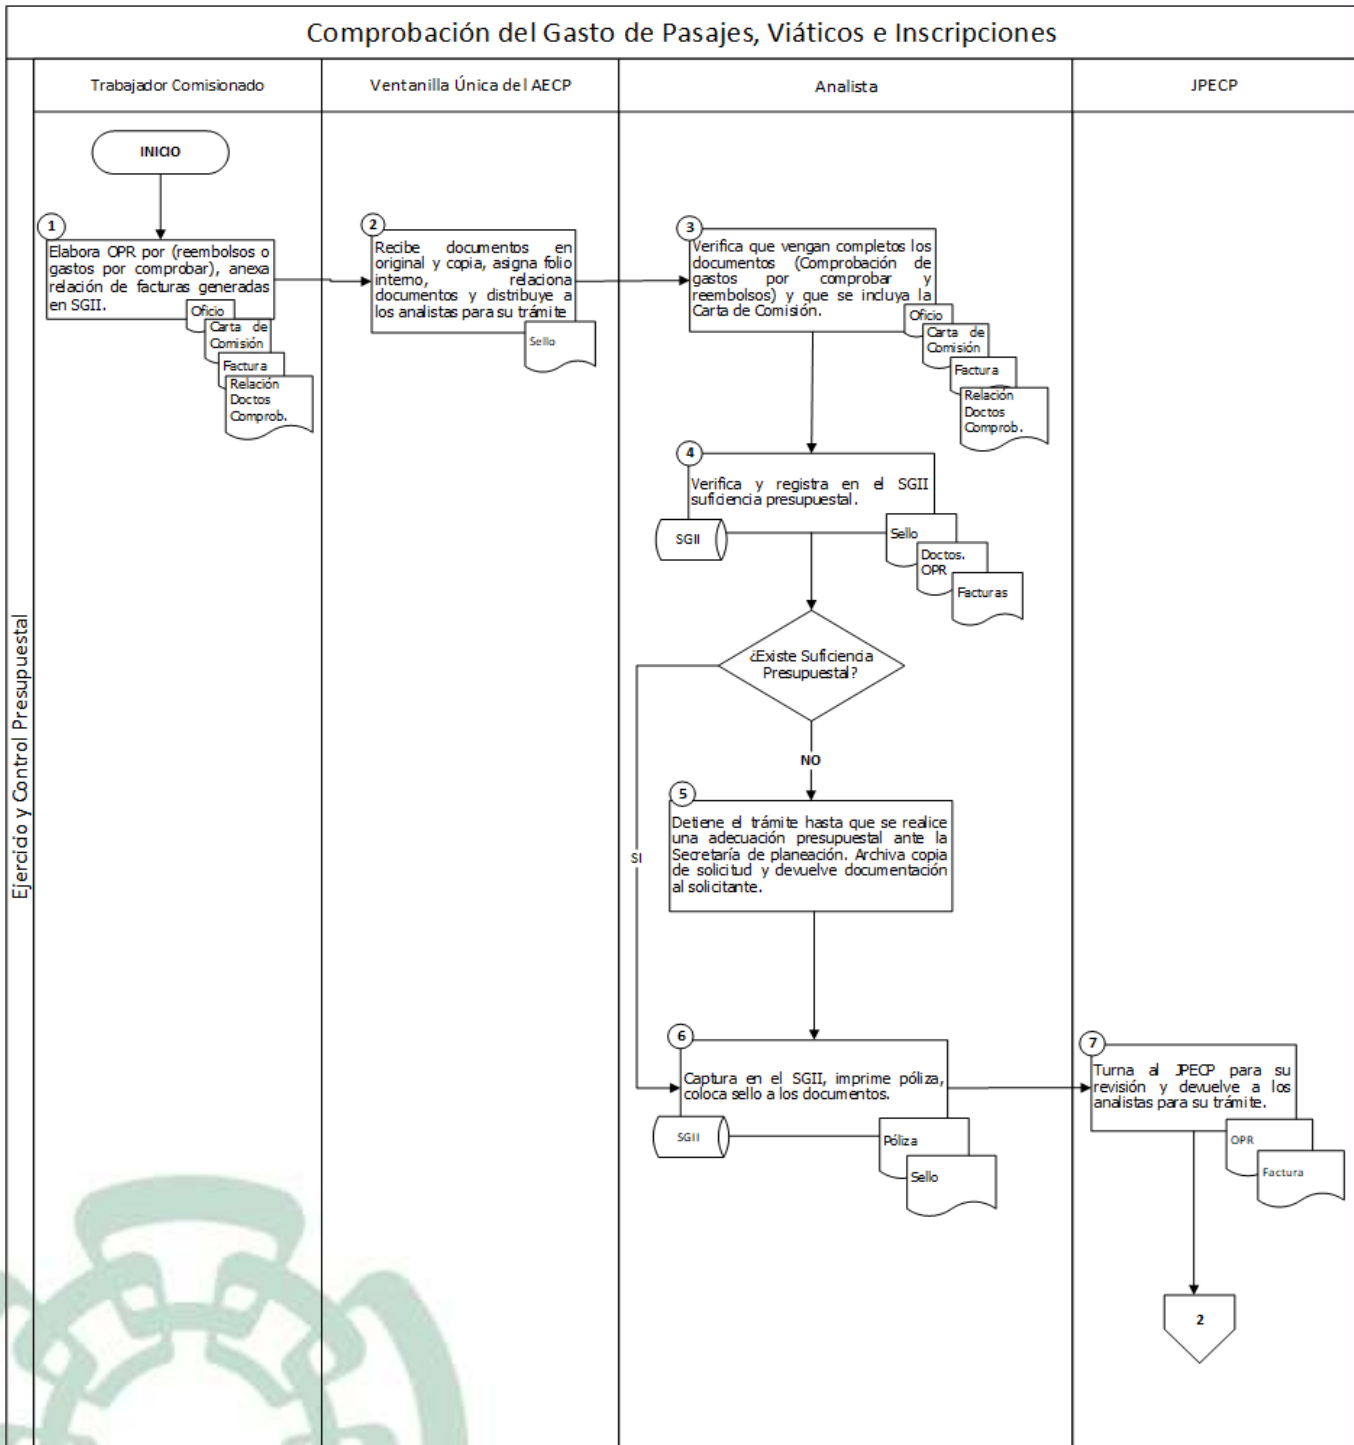 Comprobación del Gasto de Pasajes, Viáticos e Inscripciones
Ejercicio y Control Presupuestal
Trabajador Comisionado
Ventanilla Única del AECP
Analista
JPECP
INICIO
1
Elabora OPR por (reembolsos o
gastos por comprobar), anexa
relación de facturas generadas
en SGII.
Oficio
Carta de
Comisión
Factura
Relación
Doctos
Comprob.
2
Recibe documentos en
original y copia, asigna folio
interno, relaciona
documentos y distribuye a
los analistas para su trámite
Sello
3
Verifica que vengan completos los
documentos (Comprobación de
gastos por comprobar y
reembolsos) y que se incluya la
Carta de Comisión.
Oficio
Carta de
Comisión
Factura
Relación
Doctos
Comprob.
4
Verifica y registra en el SGII
suficiencia presupuestal.
SGII
Sello
Doctos.
OPR
Facturas
¿Existe Suficiencia
Presupuestal?
NO
SI
5
Detiene el trámite hasta que se realice
una adecuación presupuestal ante la
Secretaría de planeación. Archiva copia
de solicitud y devuelve documentación
al solicitante.
6
Captura en el SGII, imprime póliza,
coloca sello a los documentos.
SGII
Póliza
Sello
7
Turna al JPECP para su
revisión y devuelve a los
analistas para su trámite.
OPR
Factura
2